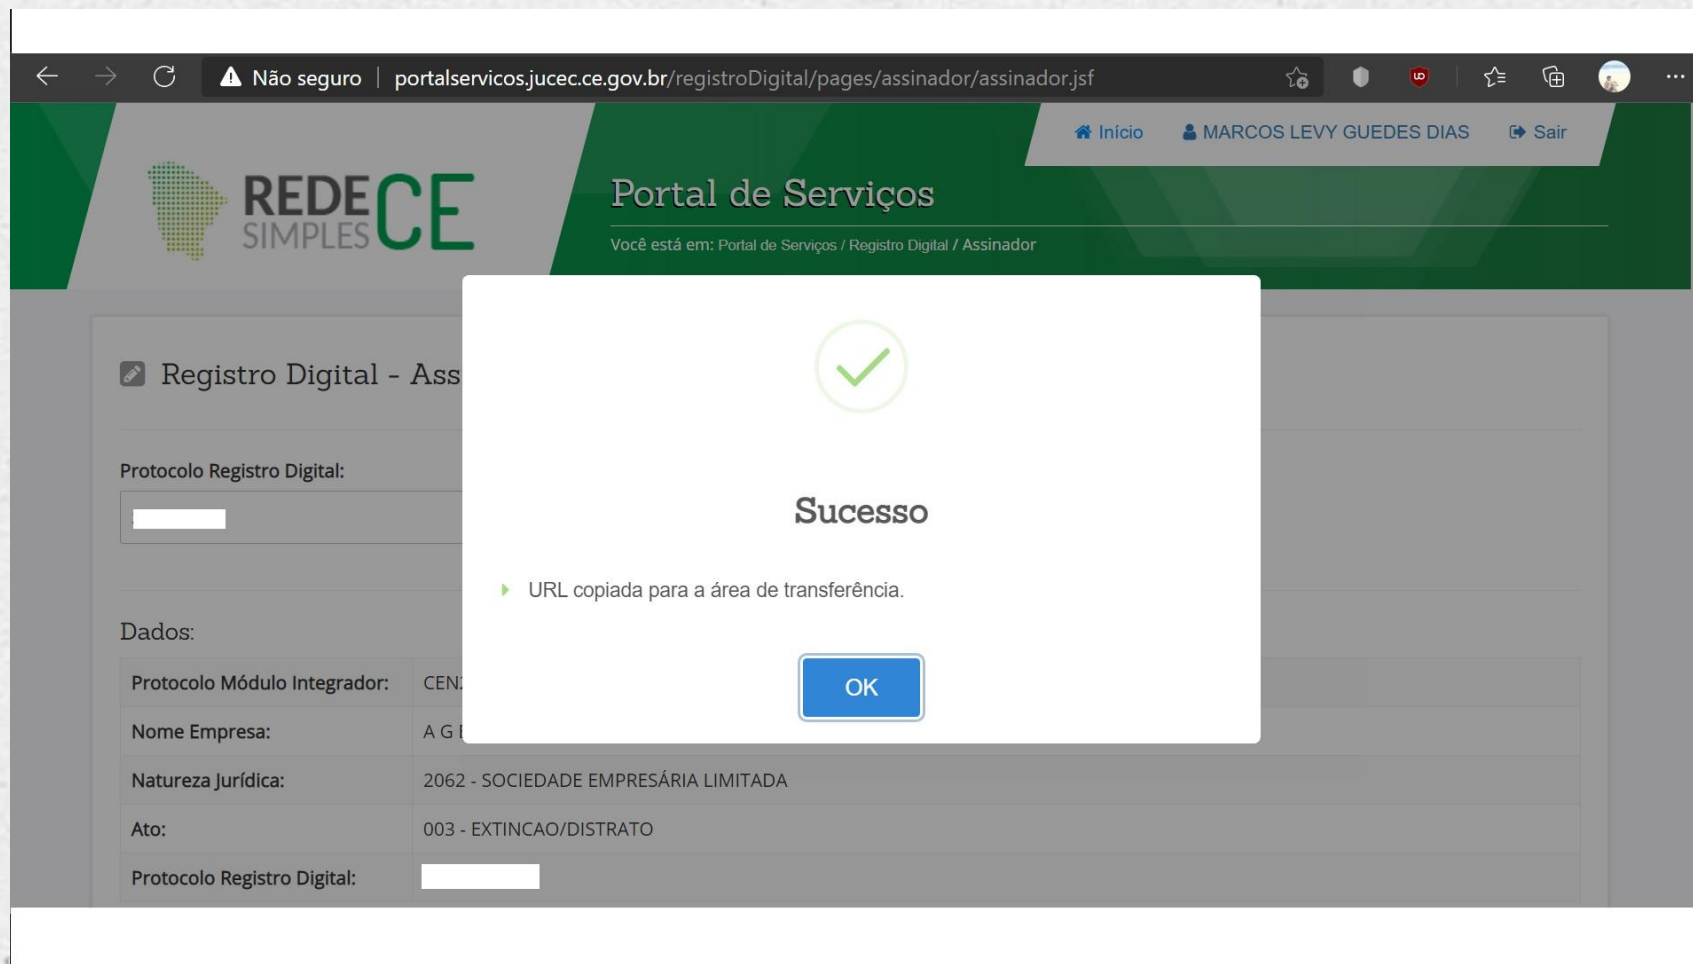 Não seguro | portalservicos.jucec.ce.gov.br/registroDigital/pages/assinador/assinador.jsf
Início MARCOS LEVY GUEDES DIAS Sair
REDE CE
SIMPLES
Portal de Serviços
Você está em: Portal de Serviços / Registro Digital / Assinador
Registro Digital - Ass
Protocolo Registro Digital:
Sucesso
URL copiada para a área de transferência.
OK
Dados:
Protocolo Módulo Integrador: CEN
Nome Empresa: A G
Natureza Jurídica: 2062 - SOCIEDADE EMPRESÁRIA LIMITADA
Ato: 003 - EXTINCAO/DISTRATO
Protocolo Registro Digital: